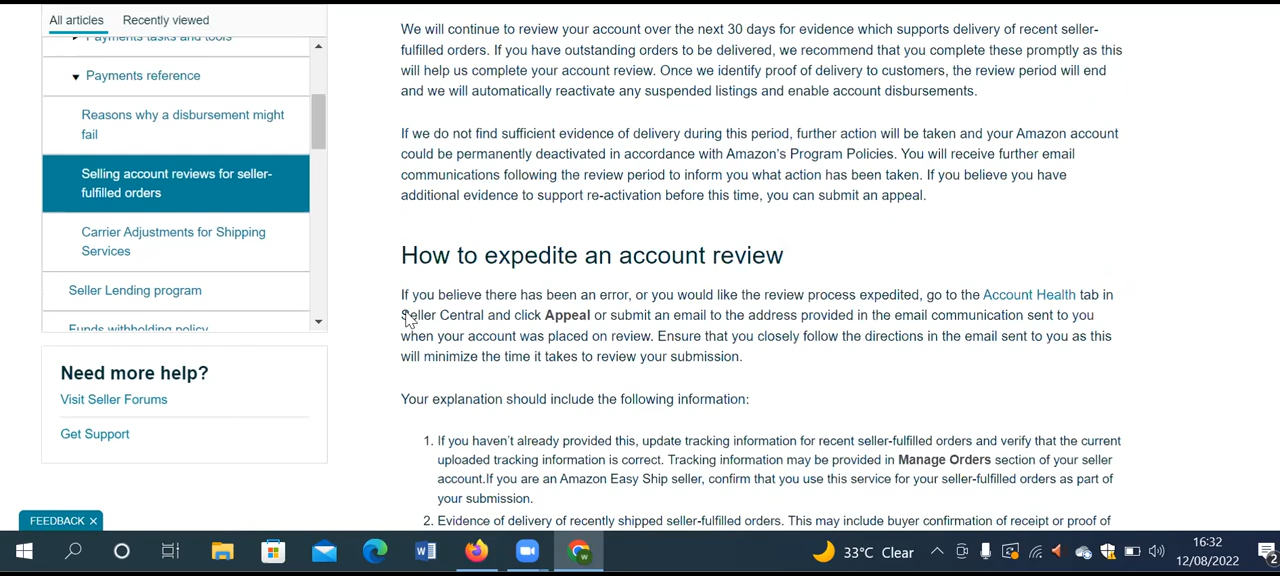 All articles
Recently viewed
Payments tasks and tools
Payments reference
Reasons why a disbursement might
fail
Selling account reviews for seller-
fulfilled orders
Carrier Adjustments for Shipping
Services
Seller Lending program
Funds withholding policy
Need more help?
Visit Seller Forums
Get Support
FEEDBACK ×
We will continue to review your account over the next 30 days for evidence which supports delivery of recent seller-
fulfilled orders. If you have outstanding orders to be delivered, we recommend that you complete these promptly as this
will help us complete your account review. Once we identify proof of delivery to customers, the review period will end
and we will automatically reactivate any suspended listings and enable account disbursements.
If we do not find sufficient evidence of delivery during this period, further action will be taken and your Amazon account
could be permanently deactivated in accordance with Amazon's Program Policies. You will receive further email
communications following the review period to inform you what action has been taken. If you believe you have
additional evidence to support re-activation before this time, you can submit an appeal.
How to expedite an account review
If you believe there has been an error, or you would like the review process expedited, go to the Account Health tab in
Seller Central and click Appeal or submit an email to the address provided in the email communication sent to you
when your account was placed on review. Ensure that you closely follow the directions in the email sent to you as this
will minimize the time it takes to review your submission.
Your explanation should include the following information:
1. If you haven't already provided this, update tracking information for recent seller-fulfilled orders and verify that the current
uploaded tracking information is correct. Tracking information may be provided in Manage Orders section of your seller
account.If you are an Amazon Easy Ship seller, confirm that you use this service for your seller-fulfilled orders as part of
your submission.
2. Evidence of delivery of recently shipped seller-fulfilled orders. This may include buyer confirmation of receipt or proof of
33°C Clear
16:32
12/08/2022
2